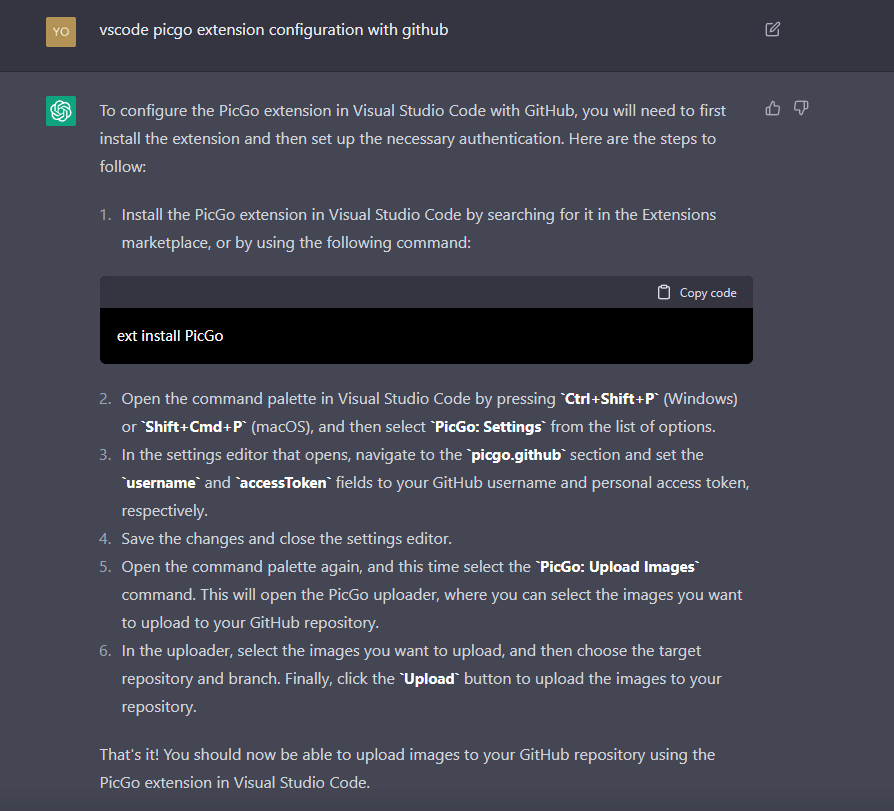 YO
vscode picgo extension configuration with github
To configure the PicGo extension in Visual Studio Code with GitHub, you will need to first
install the extension and then set up the necessary authentication. Here are the steps to
follow:
1. Install the PicGo extension in Visual Studio Code by searching for it in the Extensions
marketplace, or by using the following command:
Copy code
ext install PicGo
2. Open the command palette in Visual Studio Code by pressing `Ctrl+Shift+P` (Windows)
or `Shift+Cmd+P` (macOS), and then select `PicGo: Settings` from the list of options.
3. In the settings editor that opens, navigate to the `picgo.github` section and set the
`username` and `accessToken` fields to your GitHub username and personal access token,
respectively.
4. Save the changes and close the settings editor.
5. Open the command palette again, and this time select the `PicGo: Upload Images`
command. This will open the PicGo uploader, where you can select the images you want
to upload to your GitHub repository.
6. In the uploader, select the images you want to upload, and then choose the target
repository and branch. Finally, click the `Upload` button to upload the images to your
repository.
That's it! You should now be able to upload images to your GitHub repository using the
PicGo extension in Visual Studio Code.